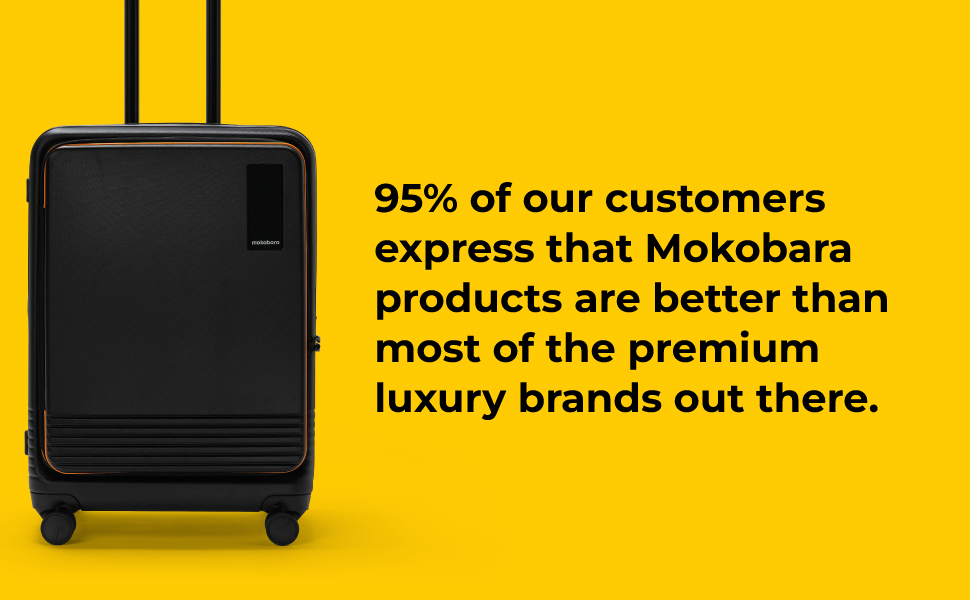 mokobara
95% of our customers
express that Mokobara
products are better than
most of the premium
luxury brands out there.